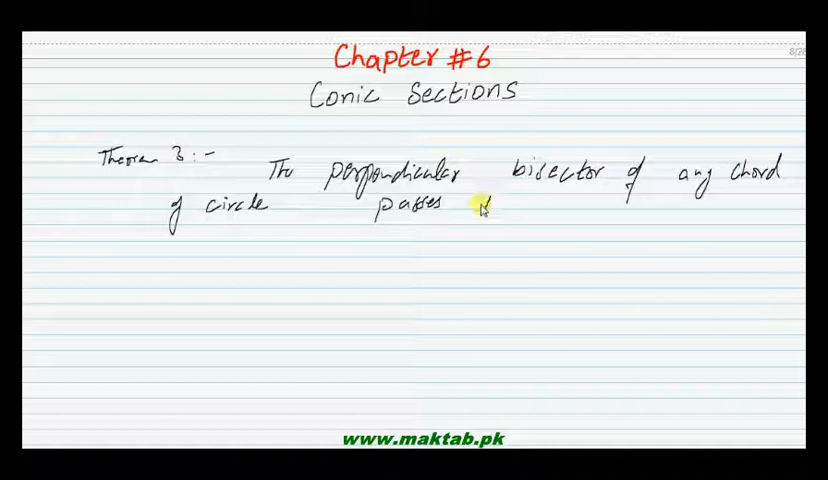 Chapter #6
Conic Sections
Theorem 3:-
The perpendicular bisector of any chord
of circle passes
www.maktab.pk